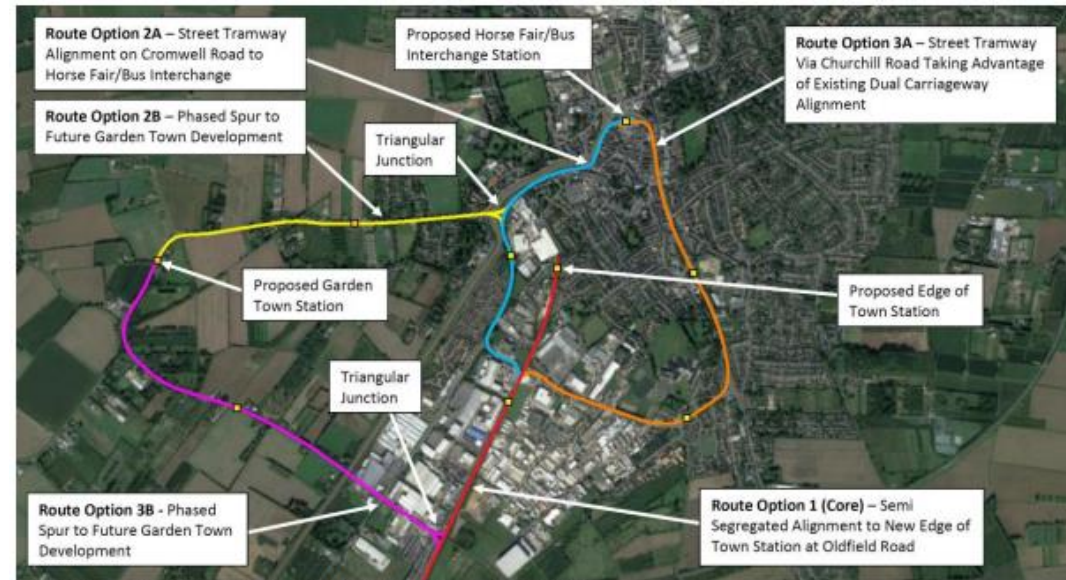 Route Option 2A – Street Tramway
Alignment on Cromwell Road to
Horse Fair/Bus Interchange
Proposed Horse Fair/Bus
Interchange Station
Route Option 3A – Street Tramway
Via Churchill Road Taking Advantage
of Existing Dual Carriageway
Alignment
Route Option 2B – Phased Spur to
Future Garden Town Development
Triangular
Junction
Proposed Garden
Town Station
Proposed Edge of
Town Station
Triangular
Junction
Route Option 3B - Phased
Spur to Future Garden Town
Development
Route Option 1 (Core) – Semi
Segregated Alignment to New Edge of
Town Station at Oldfield Road